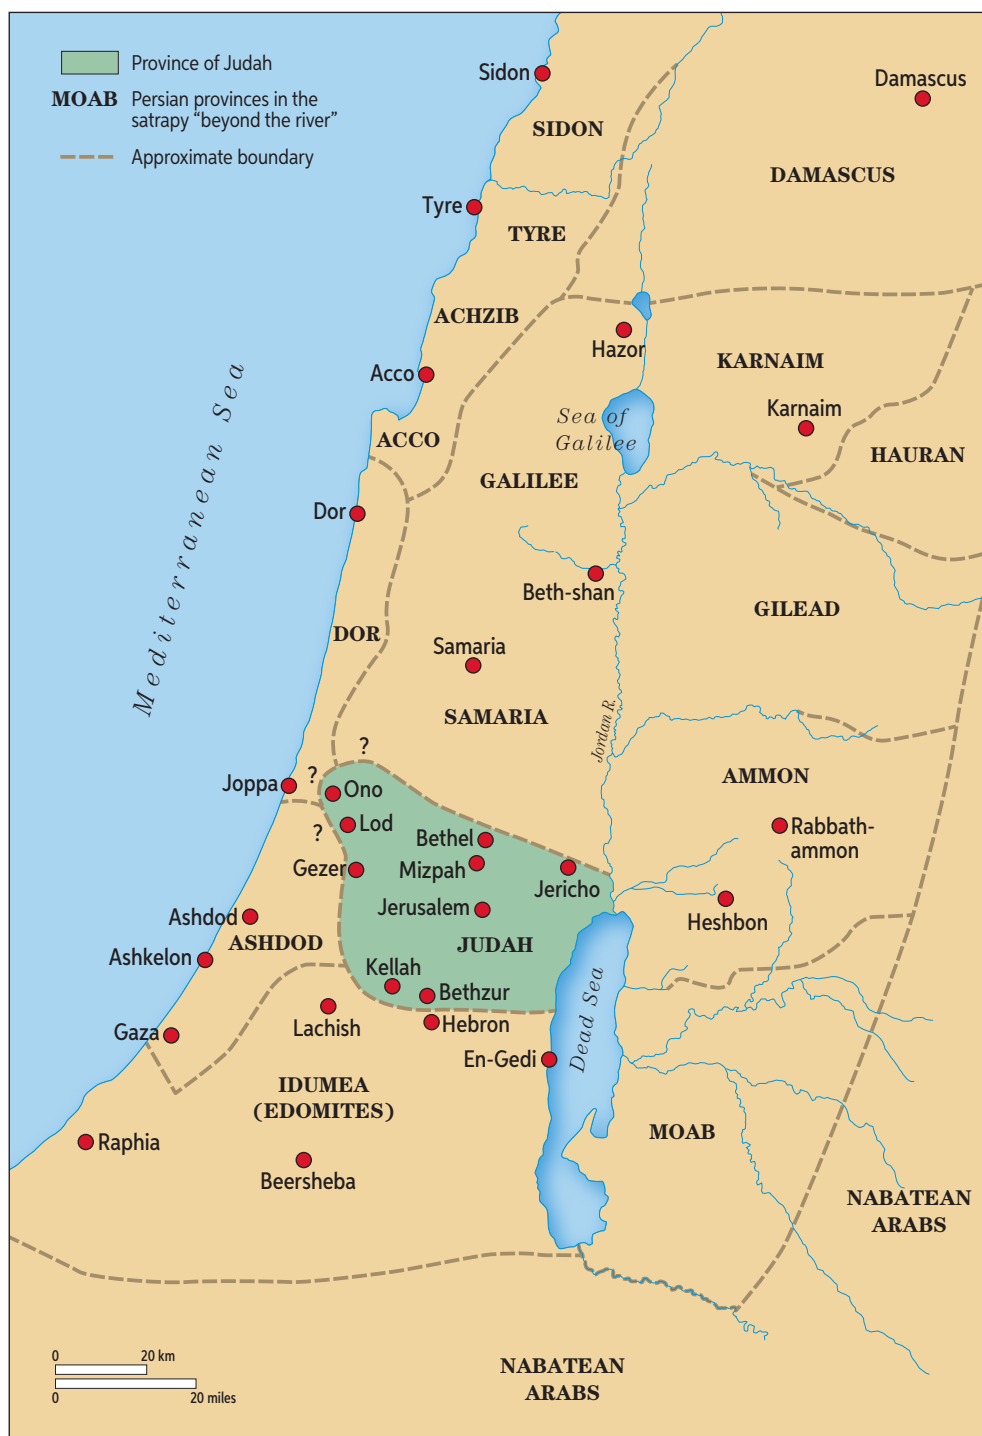 Province of Judah
MOAB Persian provinces in the
satrapy “beyond the river”
Approximate boundary
Sidon
Damascus
SIDON
DAMASCUS
Tyre
TYRE
ACHZIB
Hazor
KARNAIM
Acco
Karnaim
Sea of
Galilee
ACCO
HAURAN
GALILEE
Mediterranean Sea
Dor
Beth-shan
GILEAD
DOR
Samaria
SAMARIA
Jordan R.
?
?
Joppa
Ono
AMMON
?
Lod
Rabbath-
ammon
Bethel
Gezer
Mizpah
Jericho
Jerusalem
Heshbon
Ashdod
ASHDOD
JUDAH
Ashkelon
Kellah
Bethzur
Lachish
Hebron
Dead Sea
Gaza
En-Gedi
IDUMEA
(EDOMITES)
MOAB
Raphia
Beersheba
NABATEAN
ARABS
0 20 km
0 20 miles
NABATEAN
ARABS